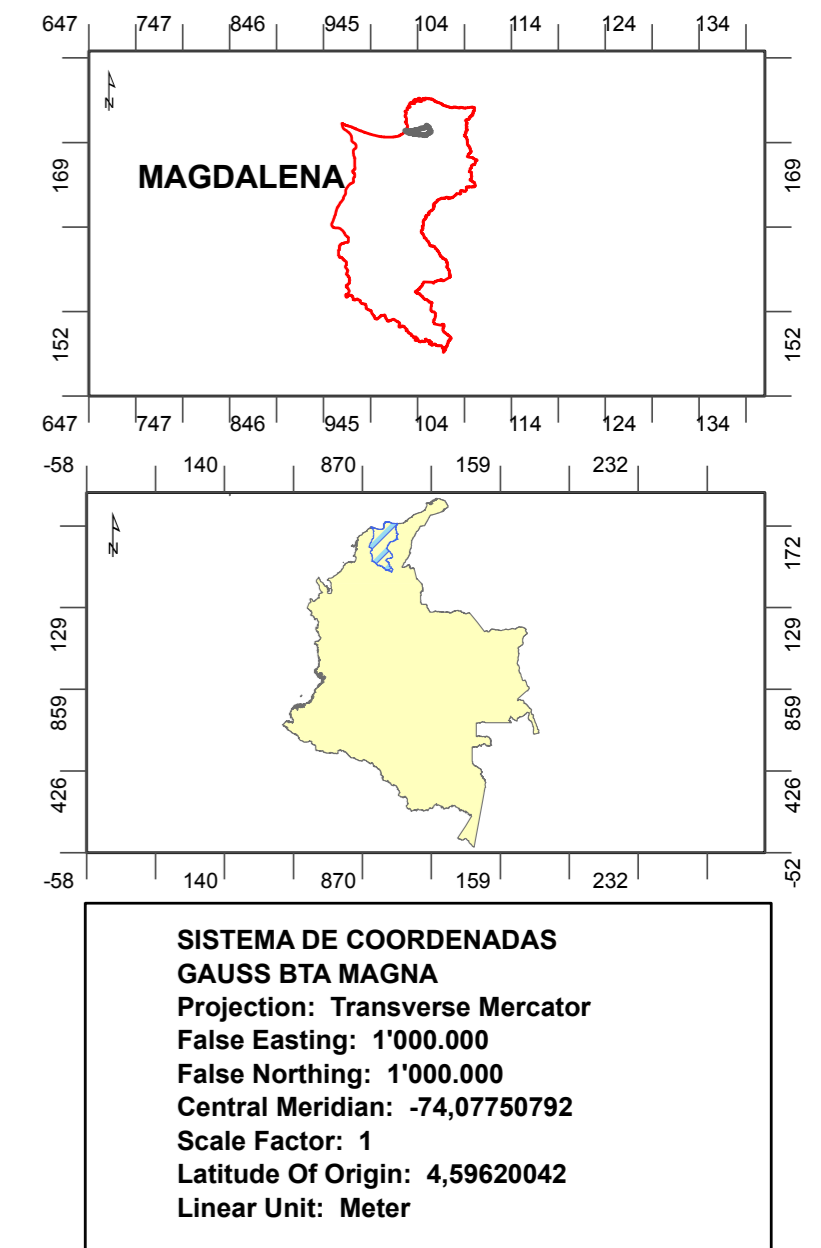 647 747 846 945 104 114 124 134
N
169 169
MAGDALENA
152 152
647 747 846 945 104 114 124 134
-58 140 870 159 232
N
172
129 129
859 859
426 426
-52
-58 140 870 159 232
SISTEMA DE COORDENADAS
GAUSS BTA MAGNA
Projection: Transverse Mercator
False Easting: 1'000.000
False Northing: 1'000.000
Central Meridian: -74,07750792
Scale Factor: 1
Latitude Of Origin: 4,59620042
Linear Unit: Meter